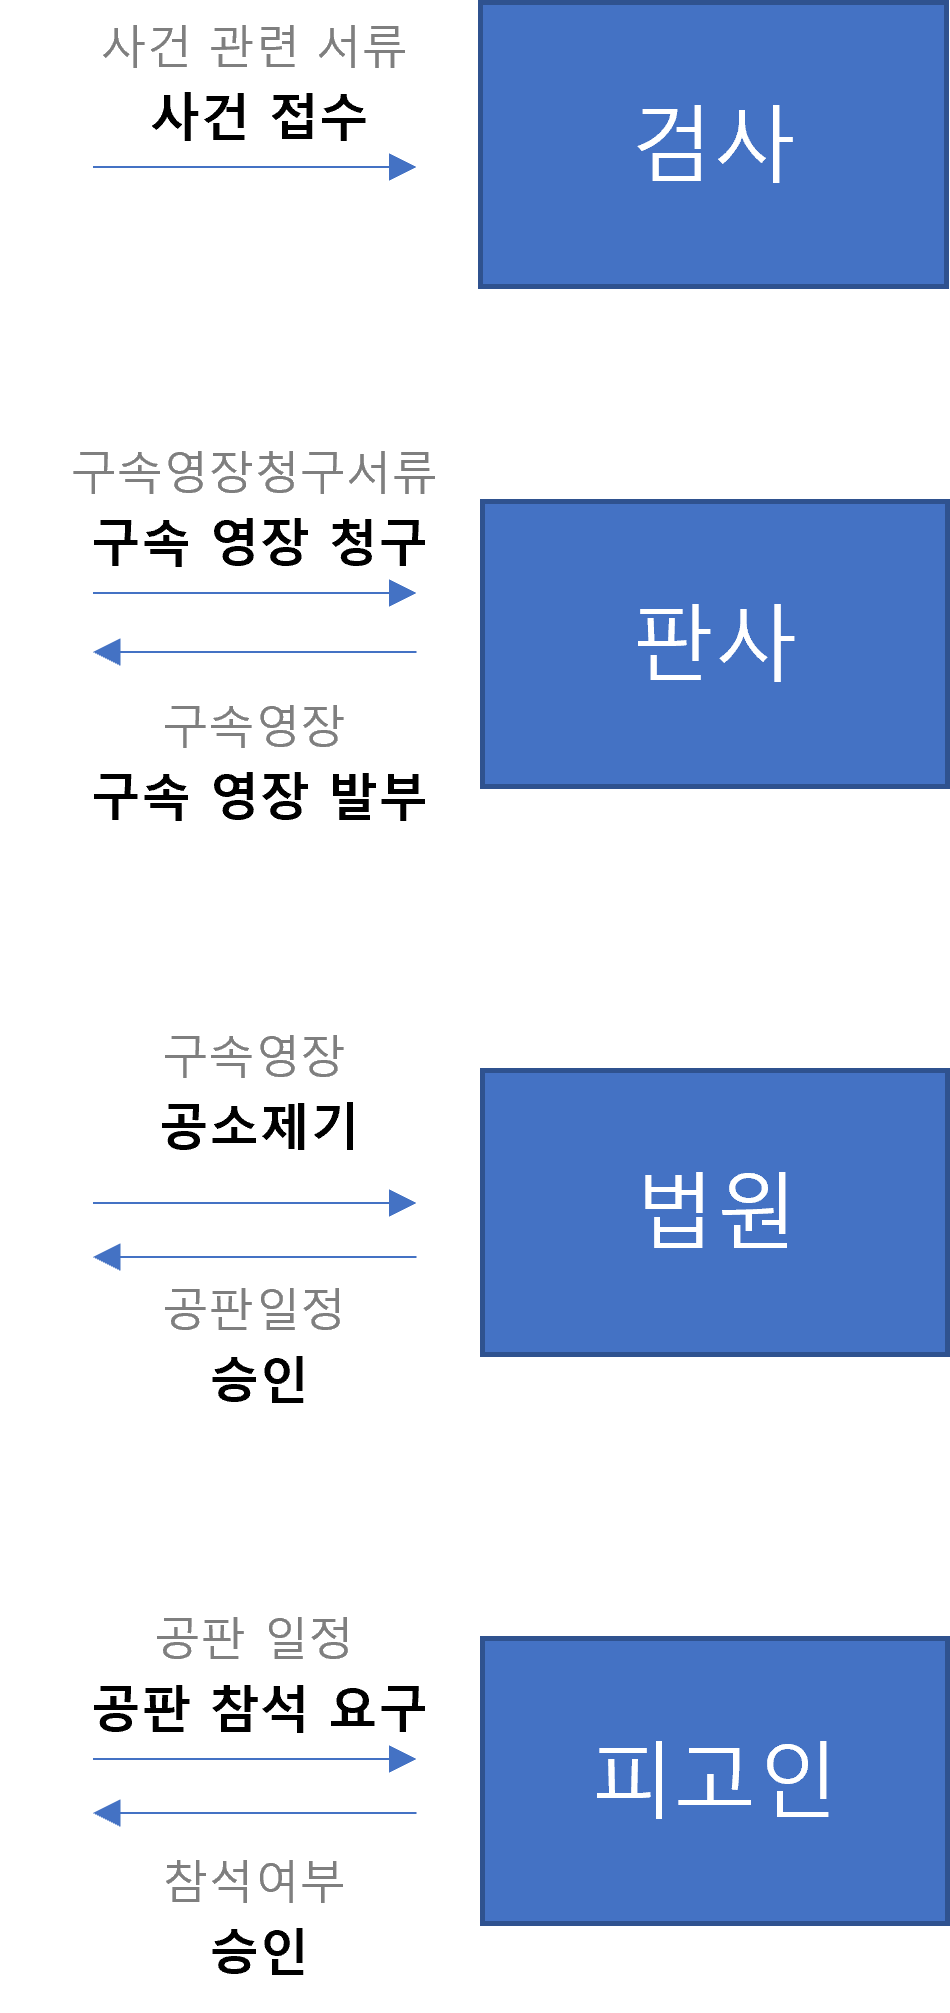 사건 관련 서류
사건 접수
검사
구속영장청구서류
구속 영장 청구
판사
구속영장
구속 영장 발부
구속영장
공소제기
법원
공판일정
승인
공판 일정
공판 참석 요구
피고인
참석여부
승인